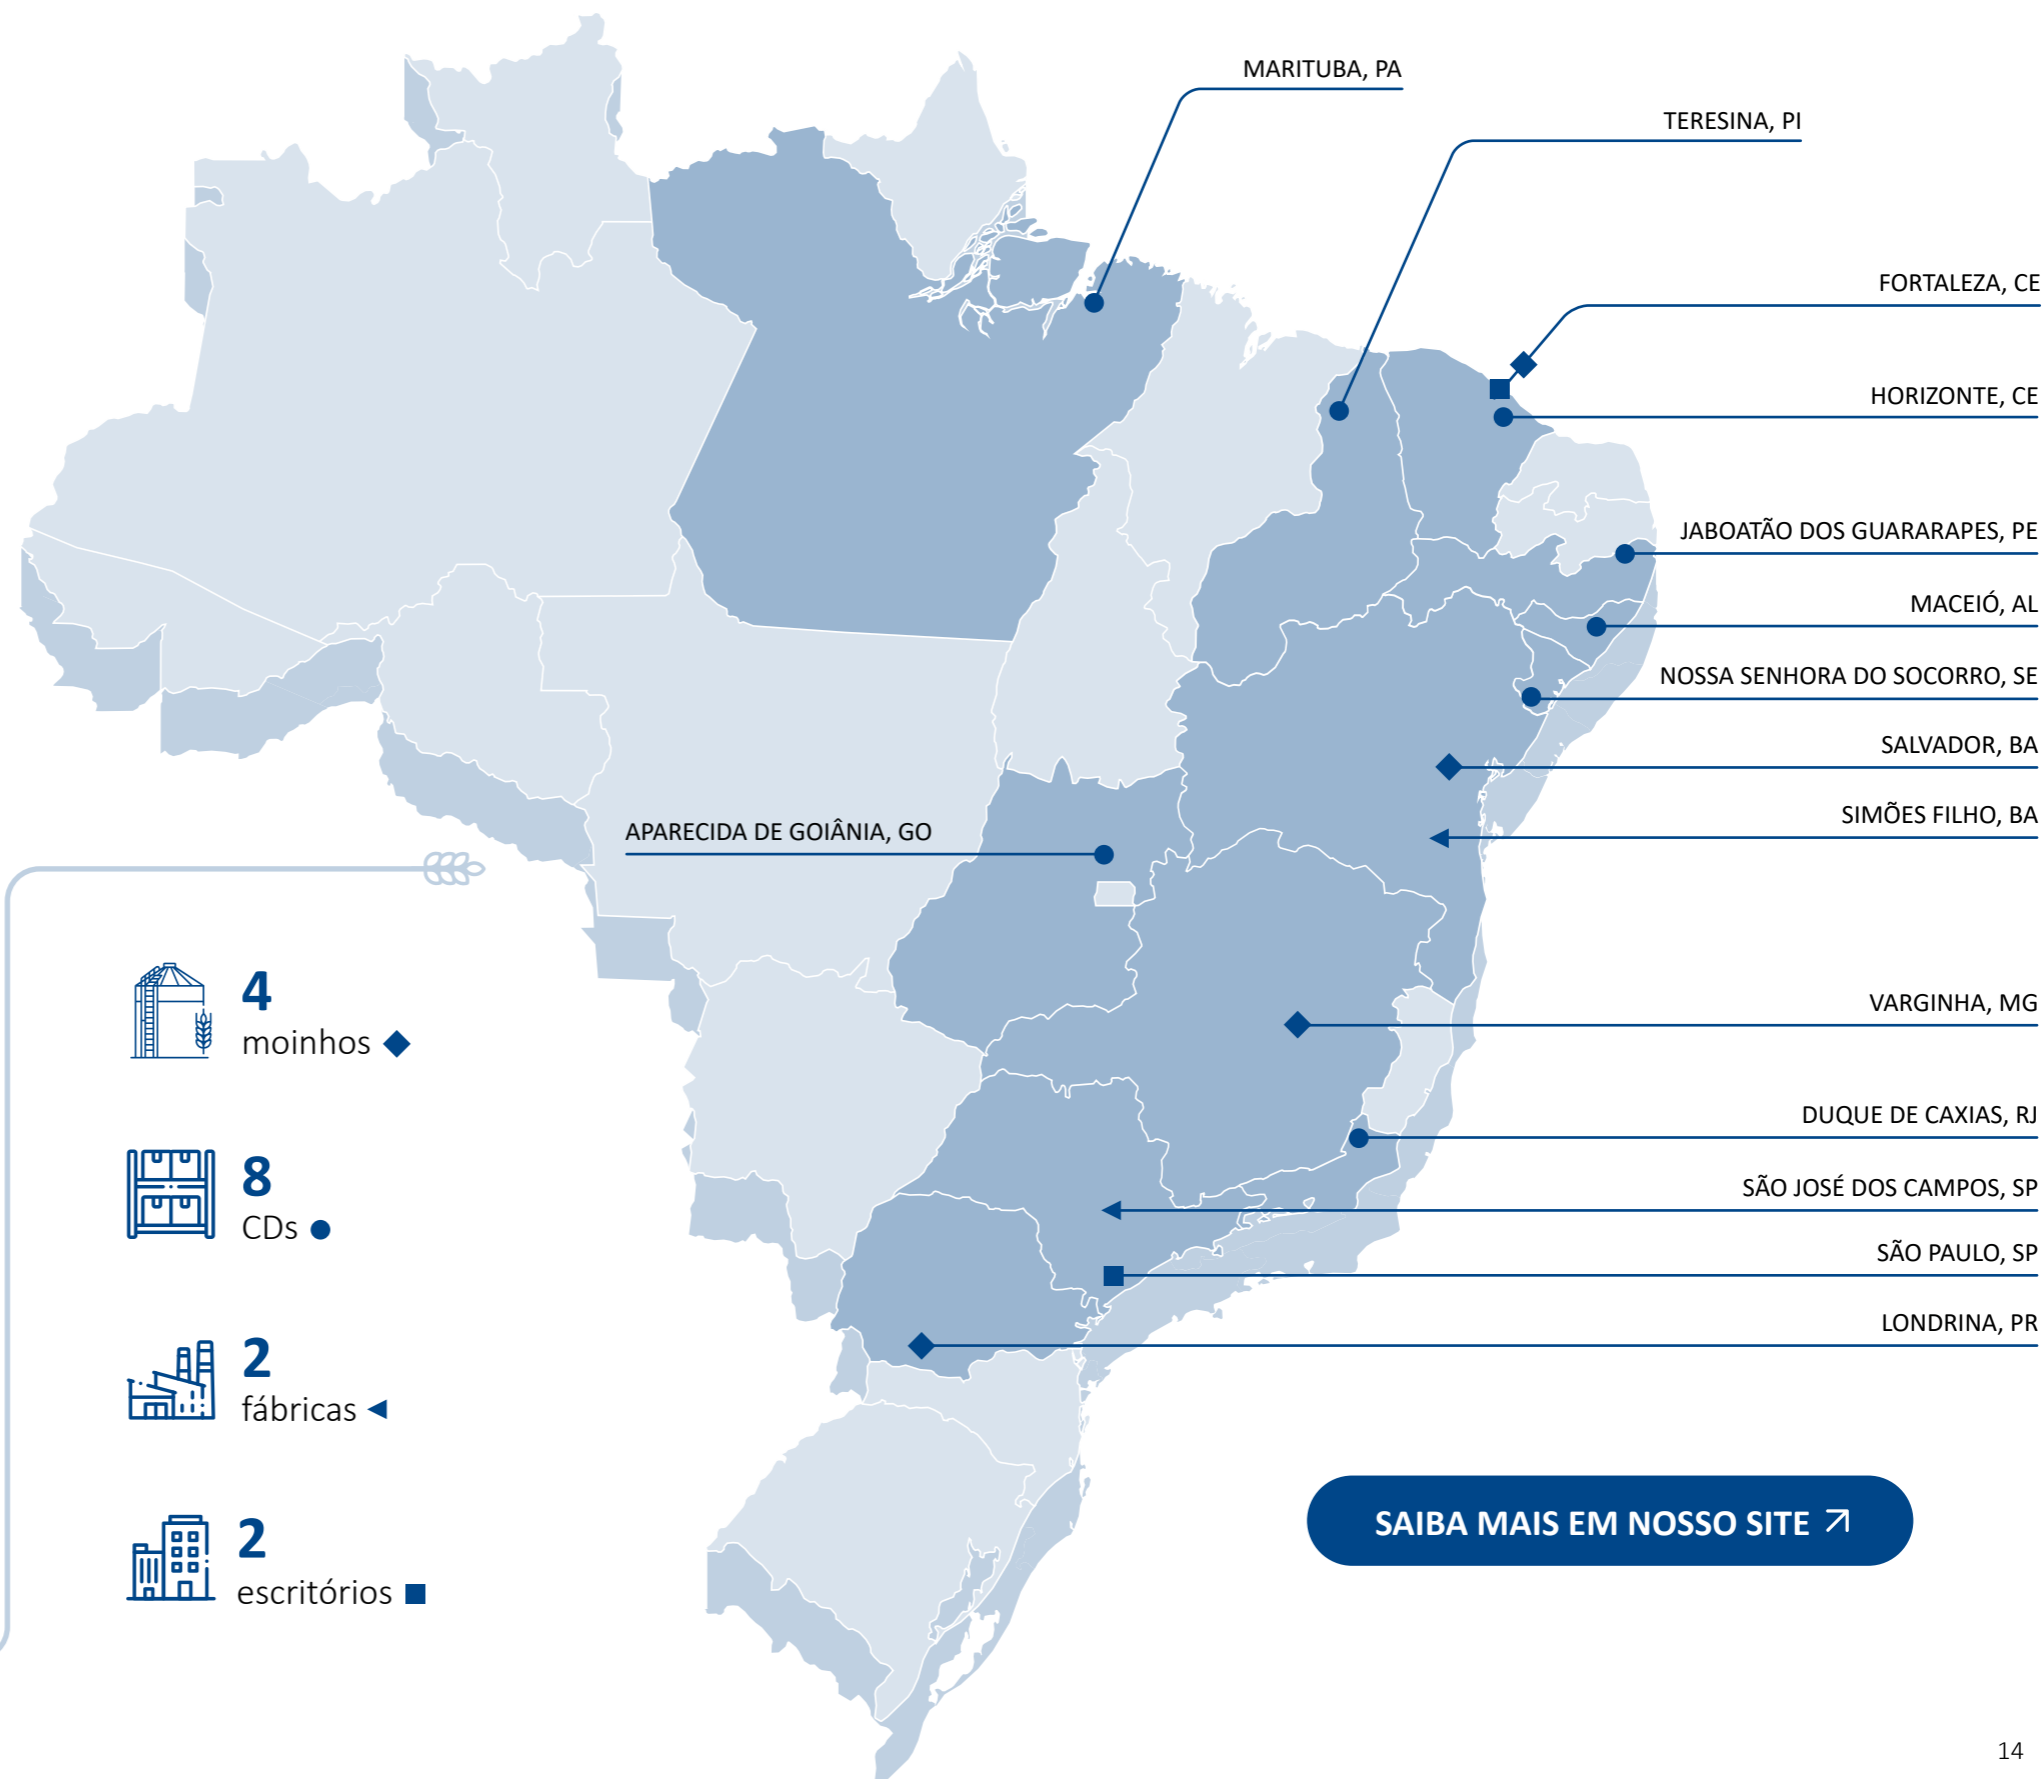 MARITUBA, PA
TERESINA, PI
FORTALEZA, CE
HORIZONTE, CE
JABOATÃO DOS GUARARAPES, PE
MACEIÓ, AL
NOSSA SENHORA DO SOCORRO, SE
SALVADOR, BA
SIMÕES FILHO, BA
APARECIDA DE GOIÂNIA, GO
VARGINHA, MG
DUQUE DE CAXIAS, RJ
SÃO JOSÉ DOS CAMPOS, SP
SÃO PAULO, SP
LONDRINA, PR
4
moinhos
8
CDs
2
fábricas
2
escritórios
SAIBA MAIS EM NOSSO SITE
14